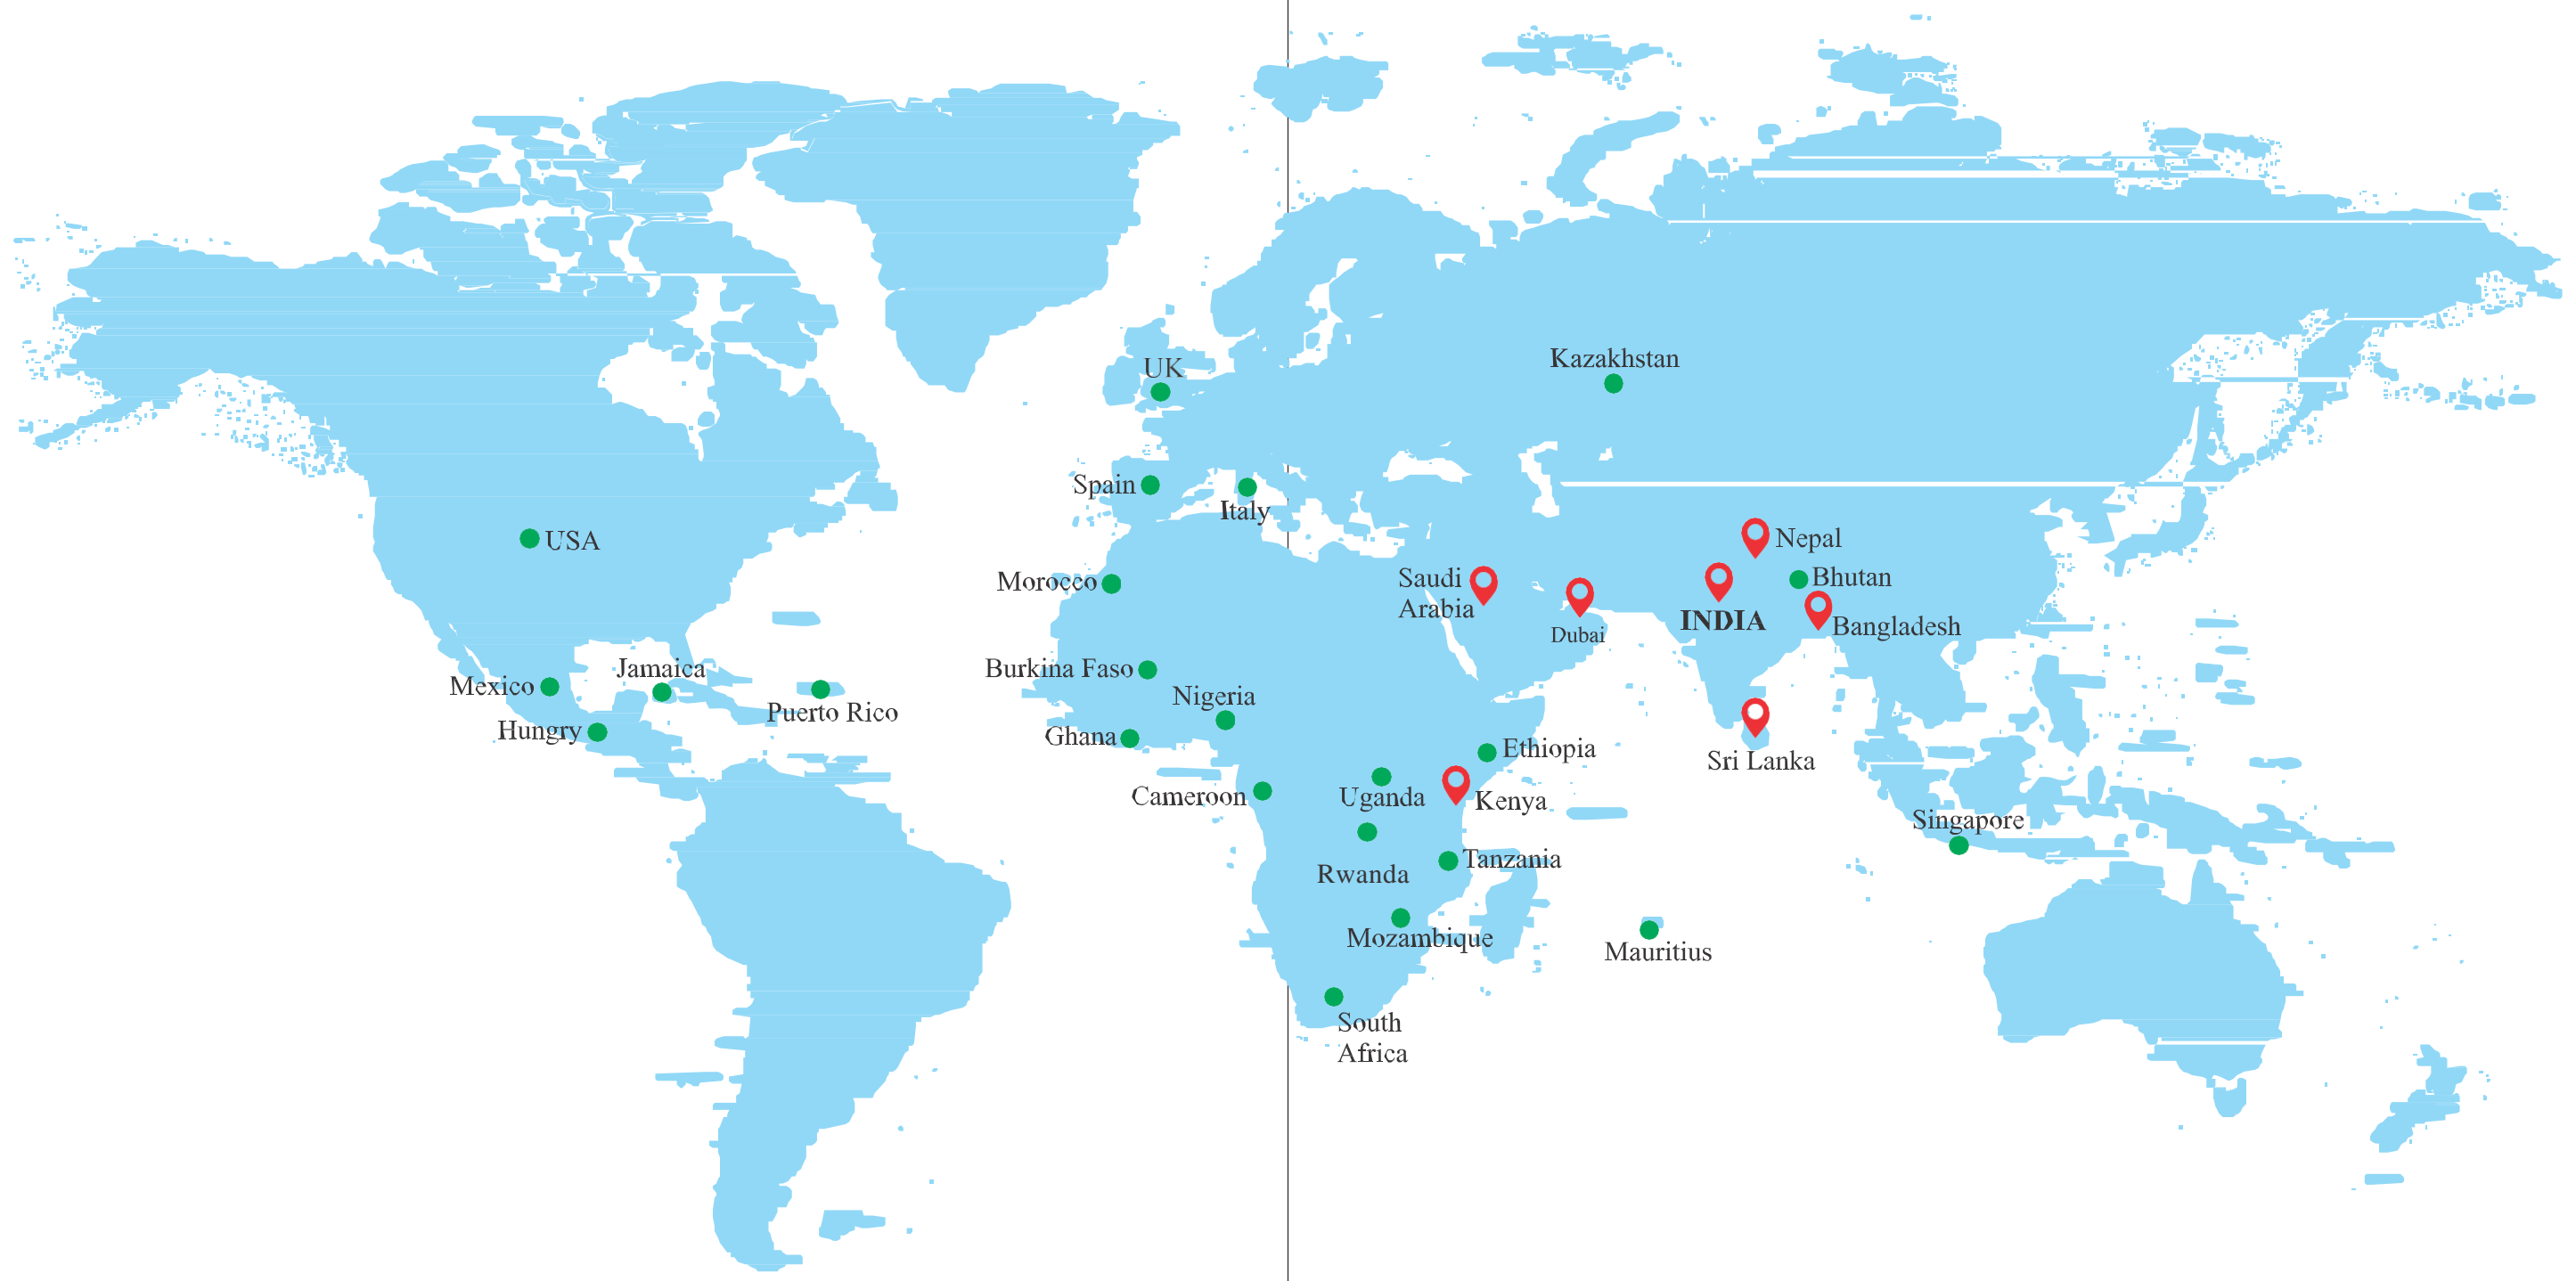 Kazakhstan
UK
Spain
Italy
USA
Nepal
Morocco
Saudi
Arabia
Bhutan
INDIA
Dubai
Bangladesh
Burkina Faso
Jamaica
Mexico
Nigeria
Puerto Rico
Hungry
Ghana
Ethiopia
Sri Lanka
Cameroon
Uganda
Kenya
Singapore
Tanzania
Rwanda
Mozambique
Mauritius
South
Africa